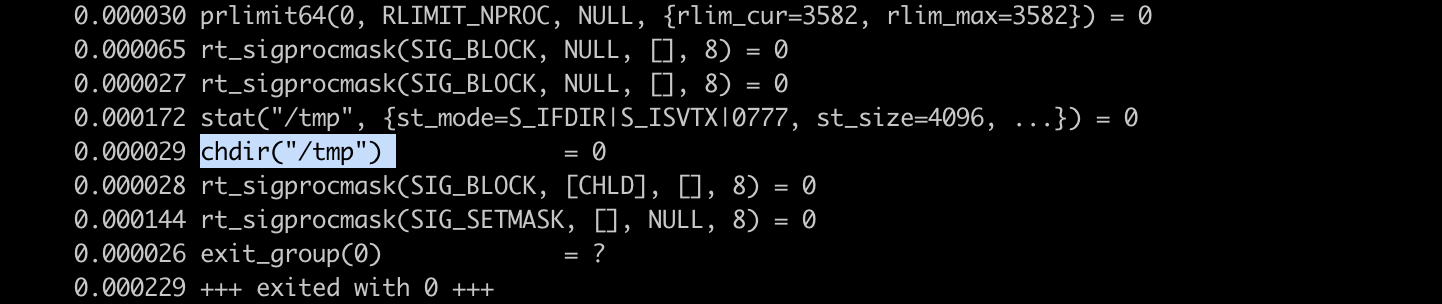 0.000030 prlimit64(0, RLIMIT_NPROC, NULL, {rlim_cur=3582, rlim_max=3582}) = 0
0.000065 rt_sigprocmask(SIG_BLOCK, NULL, [], 8) = 0
0.000027 rt_sigprocmask(SIG_BLOCK, NULL, [], 8) = 0
0.000172 stat("/tmp", {st_mode=S_IFDIR|S_ISVTX|0777, st_size=4096, ...}) = 0
0.000029 chdir("/tmp")             = 0
0.000028 rt_sigprocmask(SIG_BLOCK, [CHLD], [], 8) = 0
0.000144 rt_sigprocmask(SIG_SETMASK, [], NULL, 8) = 0
0.000026 exit_group(0)             = ?
0.000229 +++ exited with 0 +++